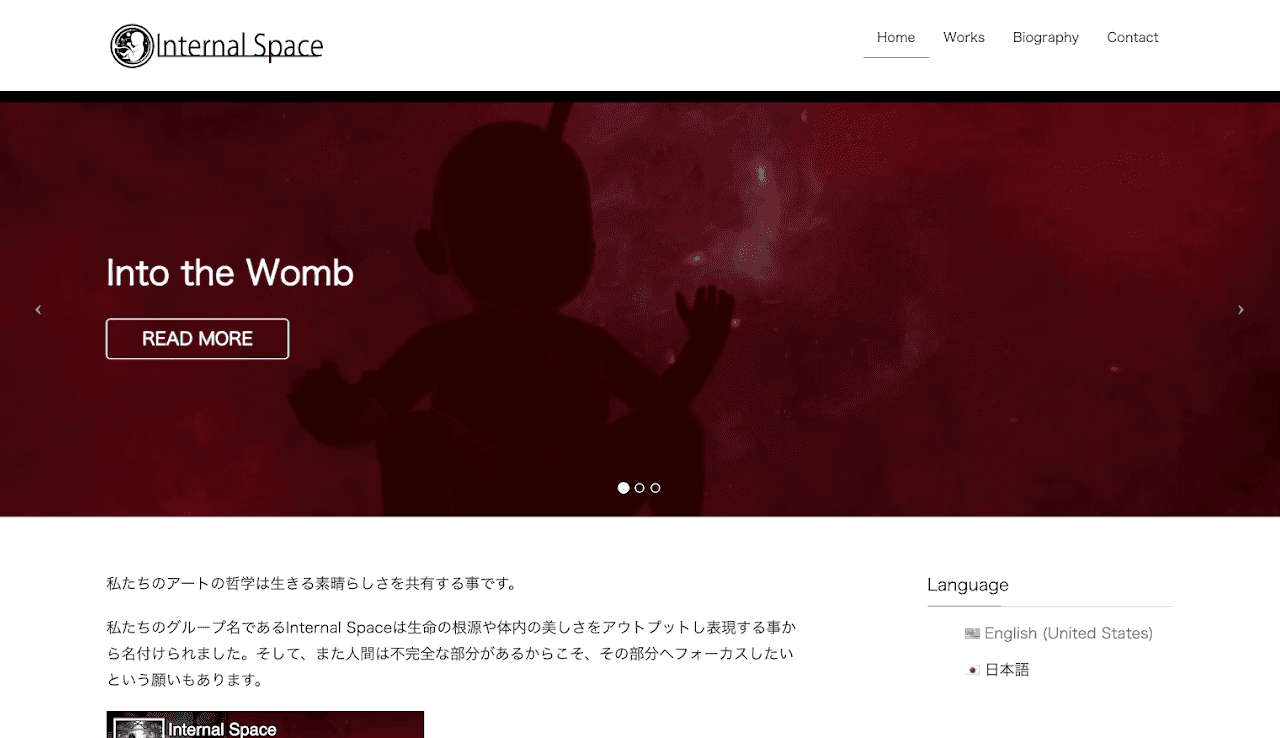 Internal Space
Home Works Biography Contact
Into the Womb
READ MORE
私たちのアートの哲学は生きる素晴らしさを共有する事です。
私たちのグループ名であるInternal Spaceは生命の根源や体内の美しさをアウトプットし表現する事か
ら名付けられました。そして、また人間は不完全な部分があるからこそ、その部分へフォーカスしたい
という願いもあります。
Internal Space
Language
English (United States)
日本語